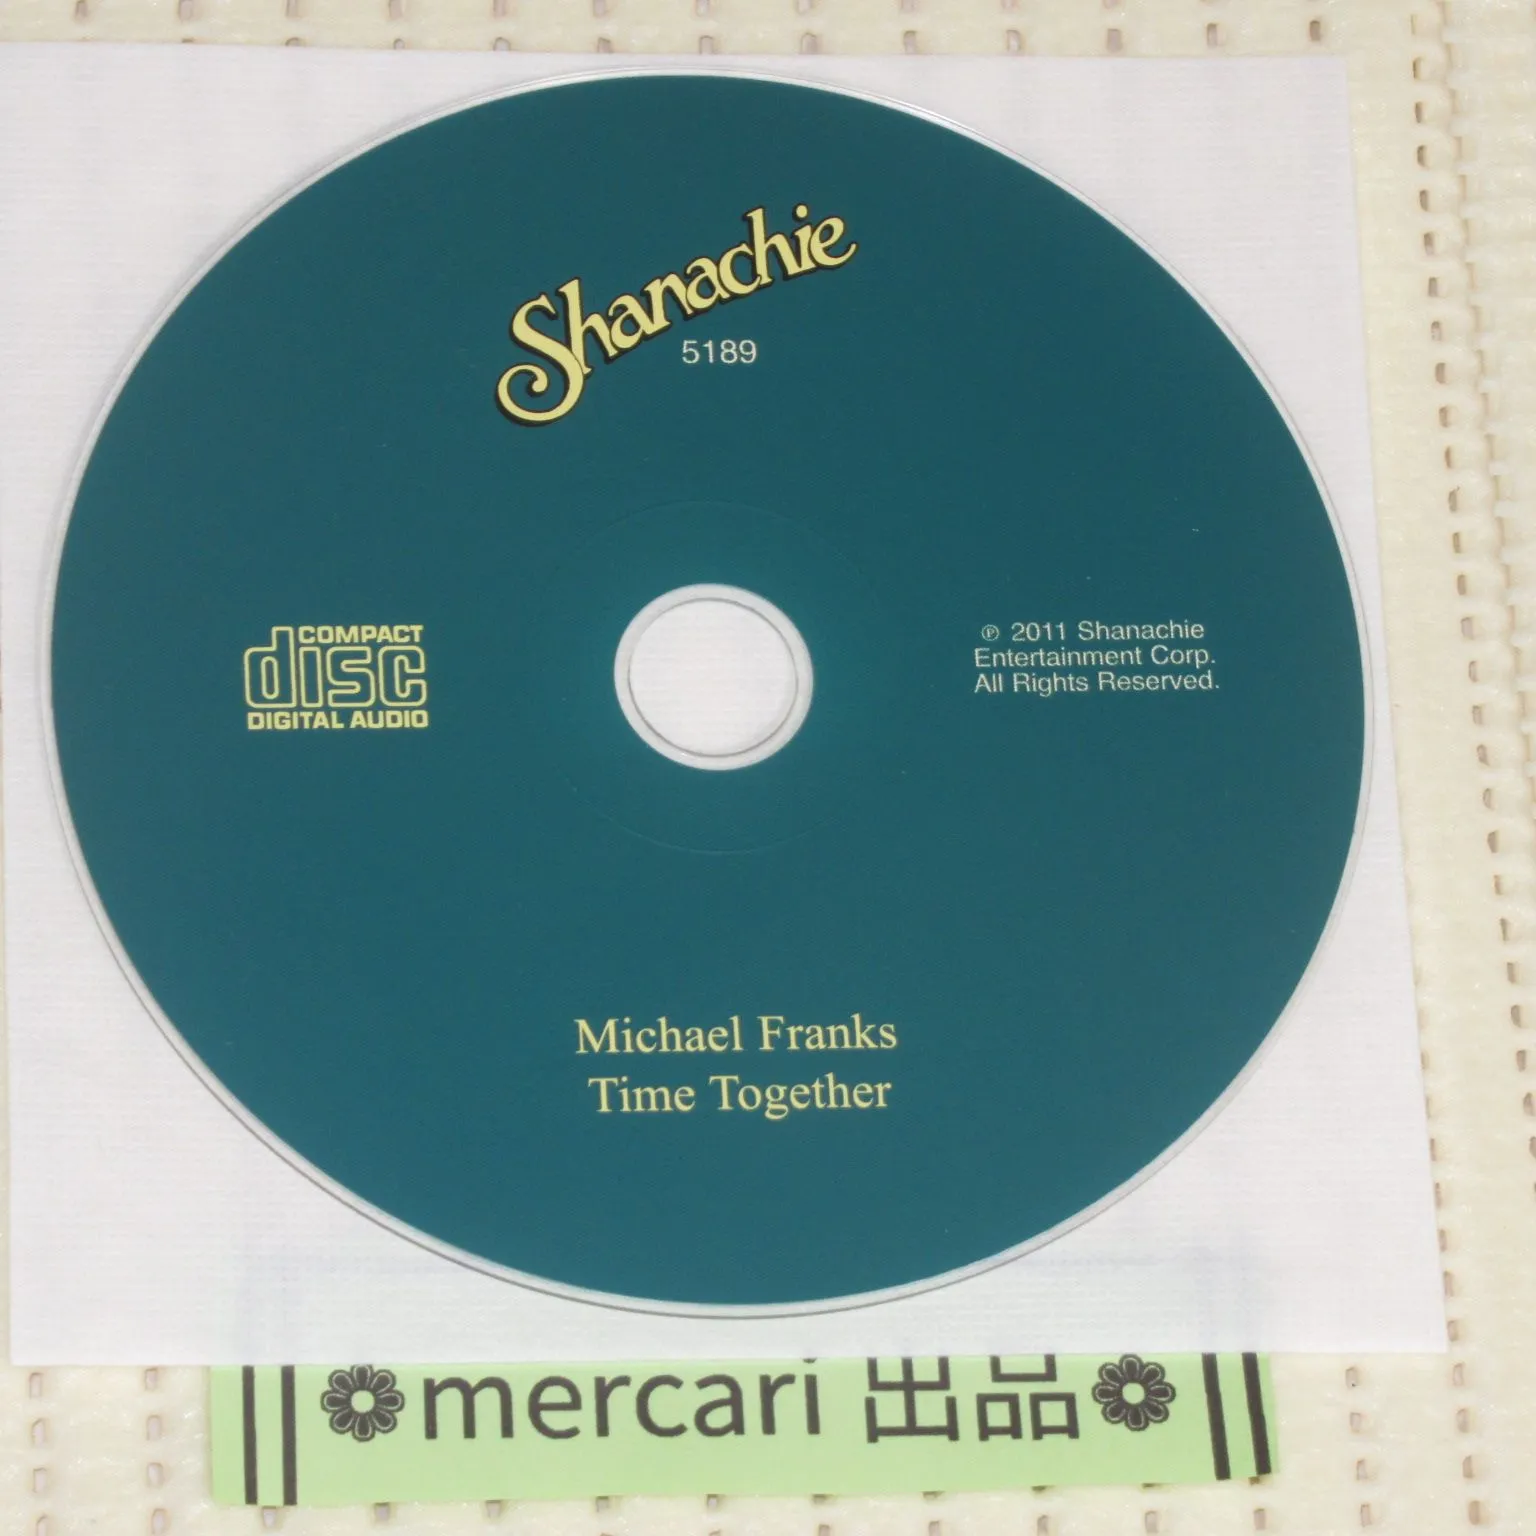 Shanachie
5189
COMPACT
disc
DIGITAL AUDIO
℗ 2011 Shanachie
Entertainment Corp.
All Rights Reserved.
Michael Franks
Time Together
mercari 出品